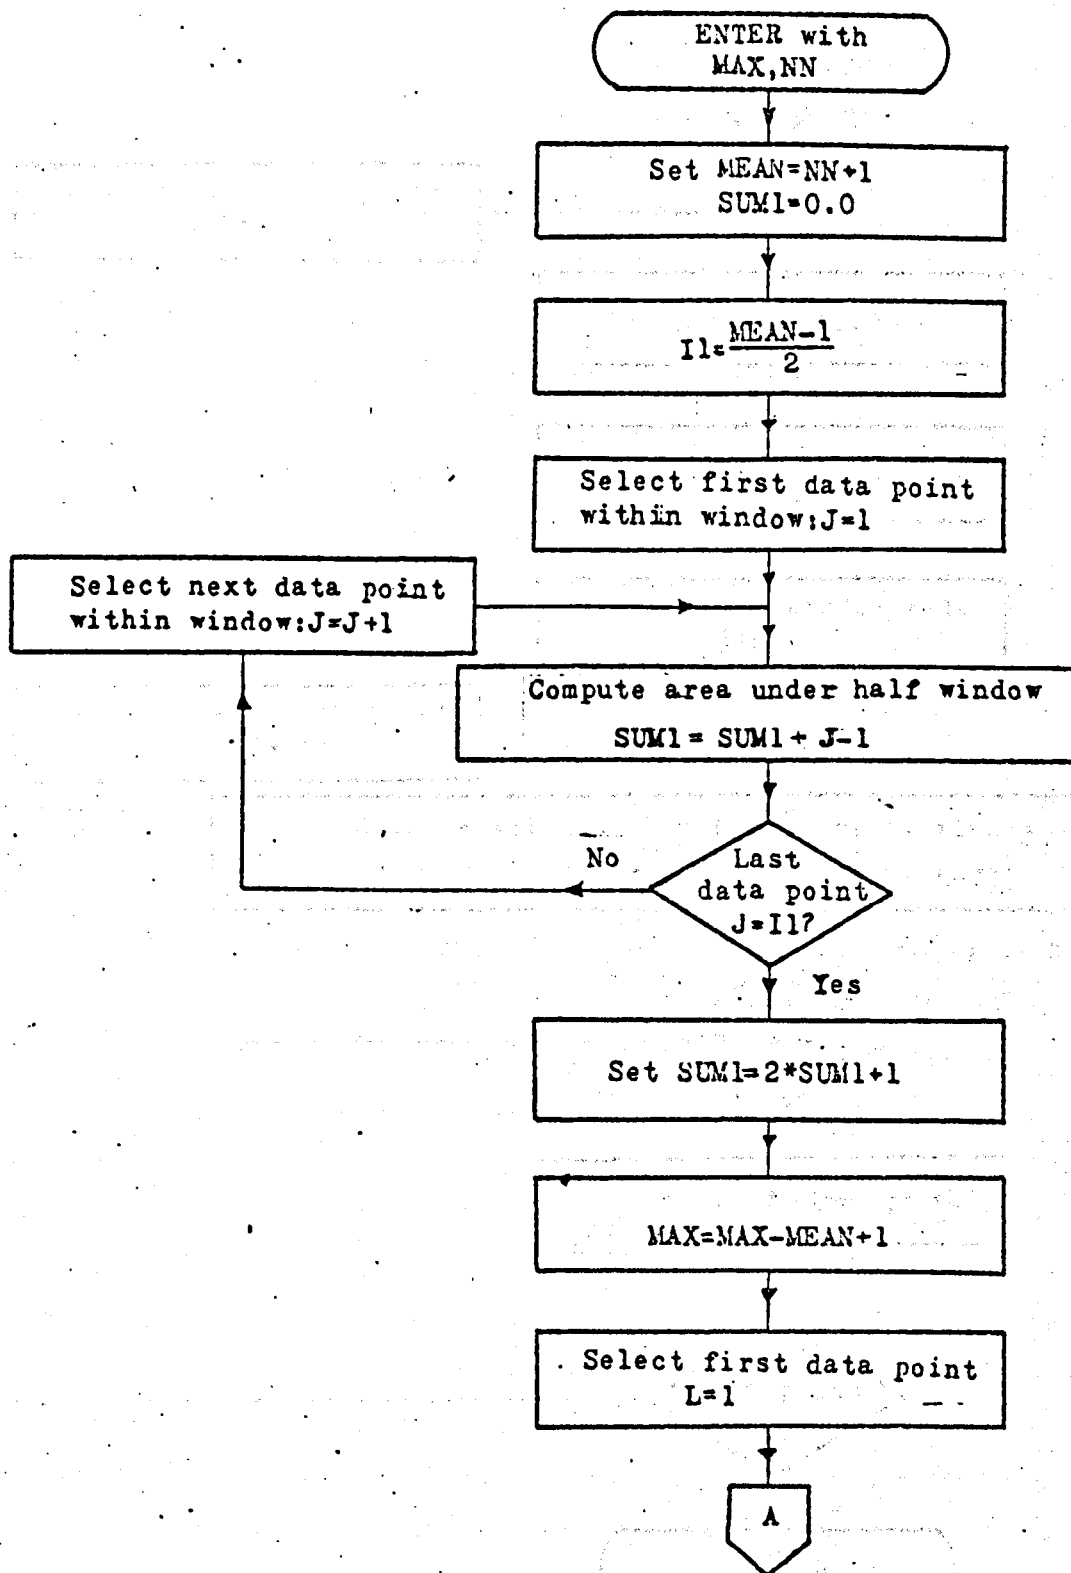 ENTER with
MAX,NN
Set MEAN=NN+1
SUM1=0.0
I1=MEAN-1
2
Select first data point
within window:J=1
Select next data point
within window:J=J+1
Compute area under half window
SUM1 = SUM1 + J-1
No
Last
data point
J=I1?
Yes
Set SUM1=2*SUM1+1
MAX=MAX-MEAN+1
Select first data point
L=1
A